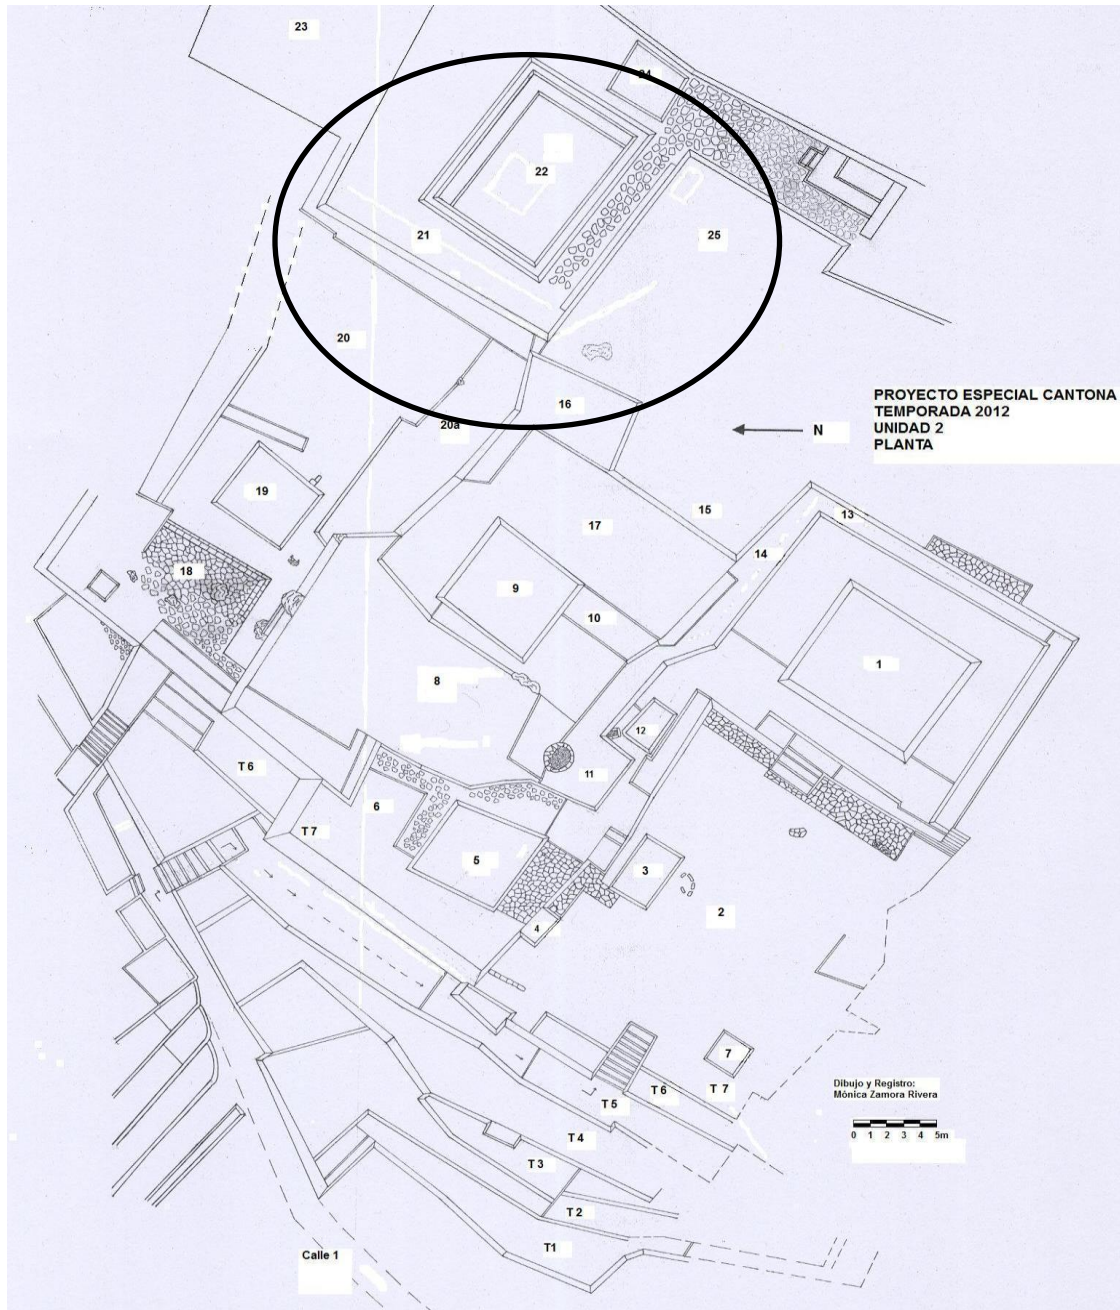 23
24
22
21
25
20
16
20a
N
PROYECTO ESPECIAL CANTONA
TEMPORADA 2012
UNIDAD 2
PLANTA
19
17
15
13
14
18
9
10
1
8
12
T 6
11
6
T 7
5
3
2
4
7
T 7
T 6
T 5
Dibujo y Registro:
Mónica Zamora Rivera
0 1 2 3 4 5m
T 4
T 3
T 2
T1
Calle 1